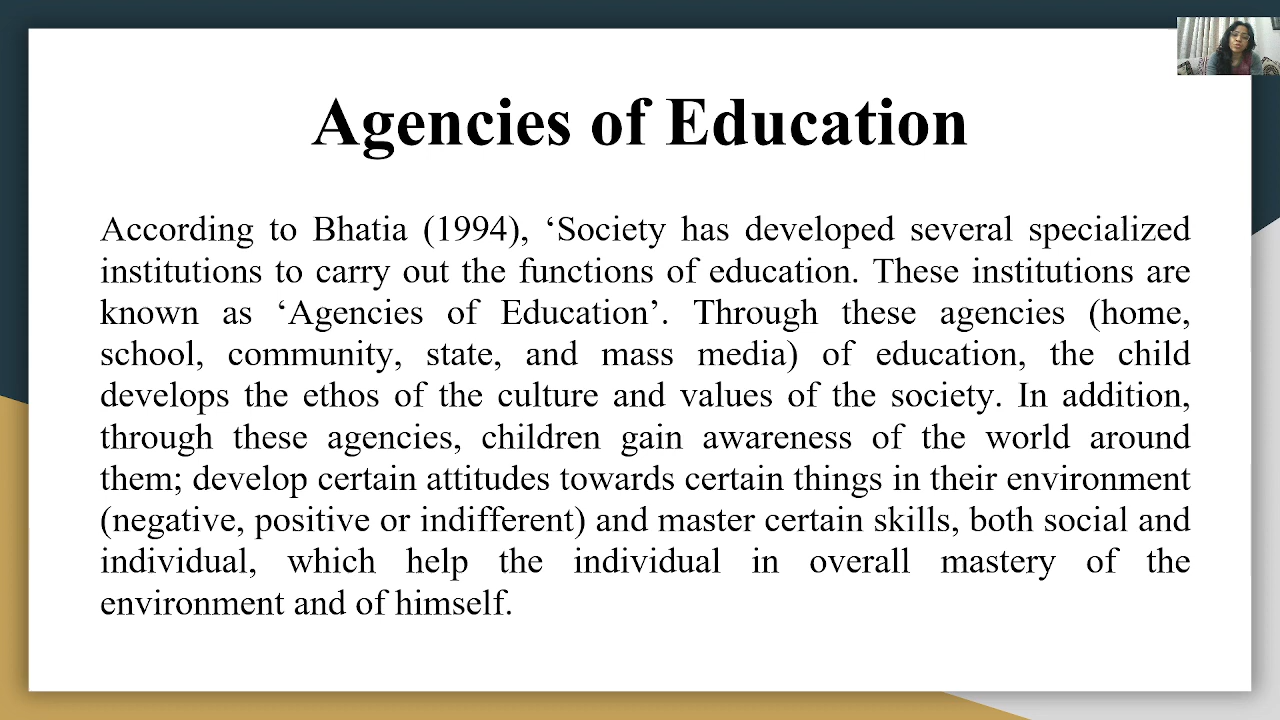 Agencies of Education
According to Bhatia (1994), ‘Society has developed several specialized
institutions to carry out the functions of education. These institutions are
known as ‘Agencies of Education’. Through these agencies (home,
school, community, state, and mass media) of education, the child
develops the ethos of the culture and values of the society. In addition,
through these agencies, children gain awareness of the world around
them; develop certain attitudes towards certain things in their environment
(negative, positive or indifferent) and master certain skills, both social and
individual, which help the individual in overall mastery of the
environment and of himself.